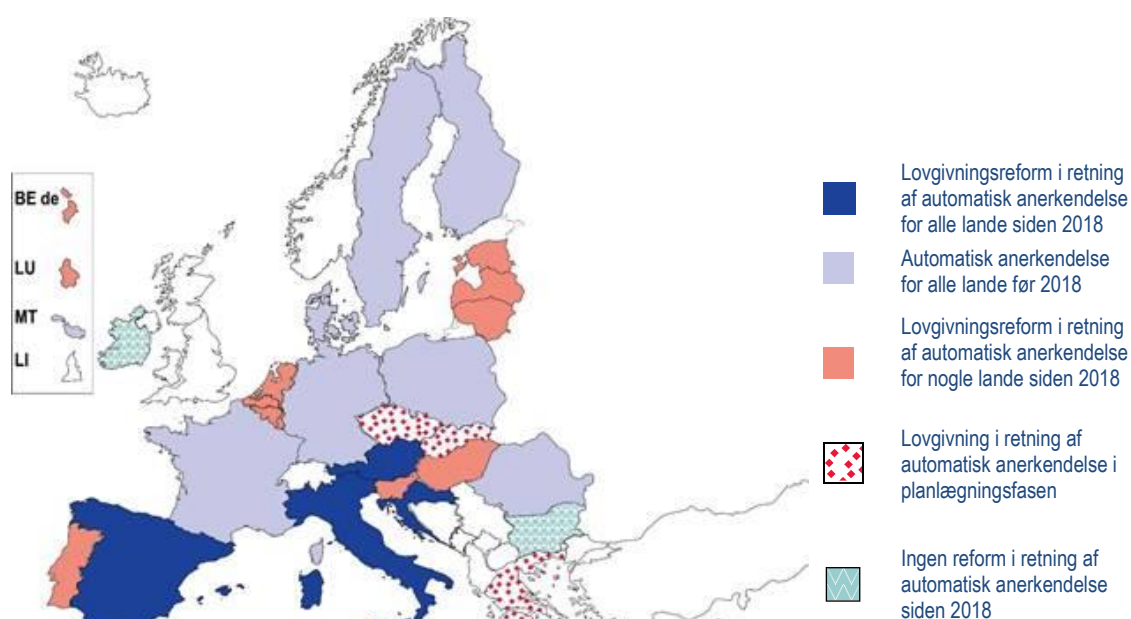 BE de
LU
MT
LI
Lovgivningsreform i retning
af automatisk anerkendelse
for alle lande siden 2018
Automatisk anerkendelse
for alle lande før 2018
Lovgivningsreform i retning
af automatisk anerkendelse
for nogle lande siden 2018
Lovgivning i retning af
automatisk anerkendelse i
planlægningsfasen
Ingen reform i retning af
automatisk anerkendelse
siden 2018